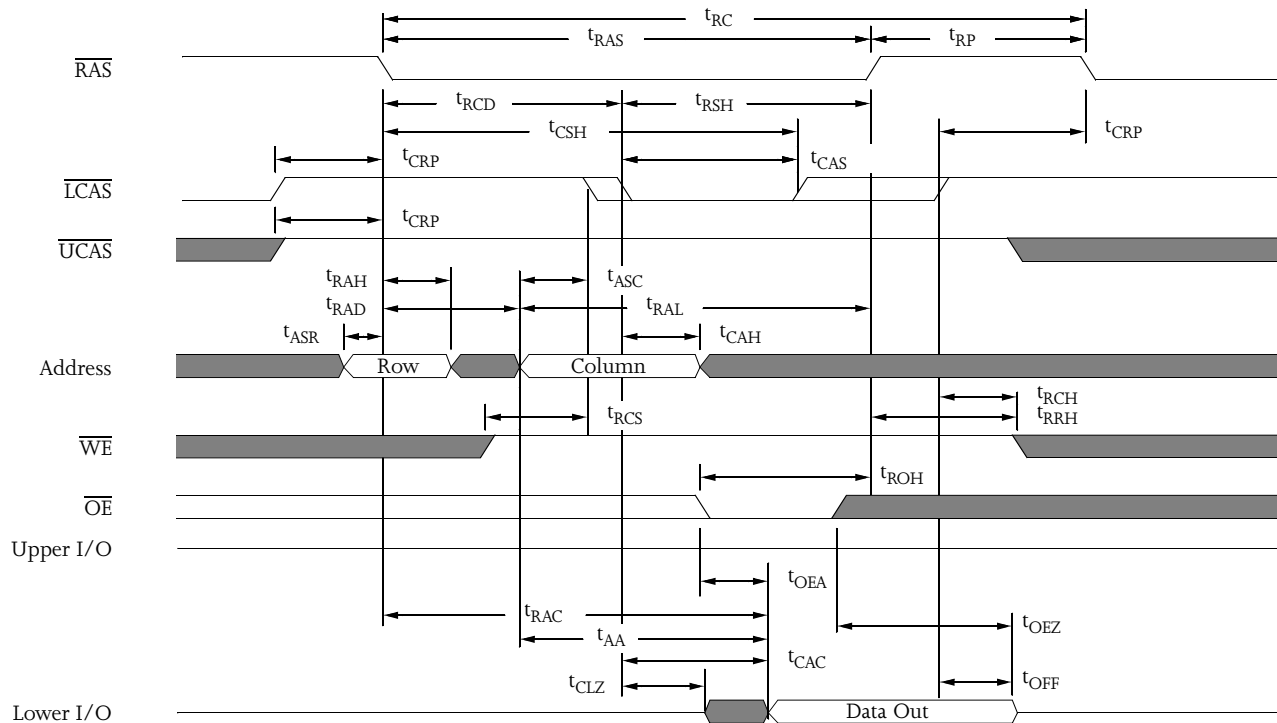 tRC
tRAS
tRP
RAS
tRCD
tRSH
tCSH
tCRP
tCRP
tCAS
LCAS
tCRP
UCAS
tRAH
tASC
tRAD
tRAL
tASR
tCAH
Address
Row
Column
tRCH
tRCS
tRRH
WE
tROH
OE
Upper I/O
tOEA
tRAC
tOEZ
tAA
tCAC
tCLZ
tOFF
Lower I/O
Data Out